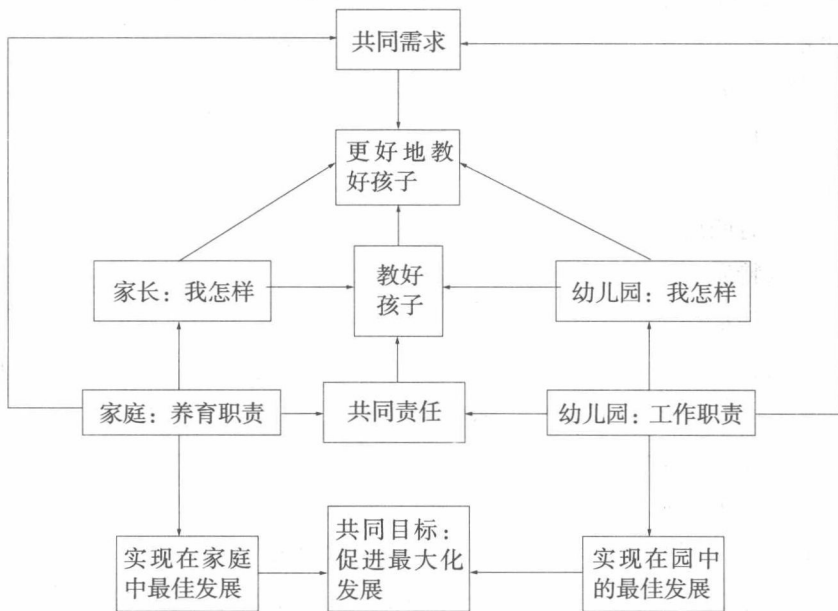 共同需求
更好地教
好孩子
家长：我怎样
教好
孩子
幼儿园：我怎样
家庭：养育职责
共同责任
幼儿园：工作职责
实现在家庭
中最佳发展
共同目标：
促进最大化
发展
实现在园中
的最佳发展